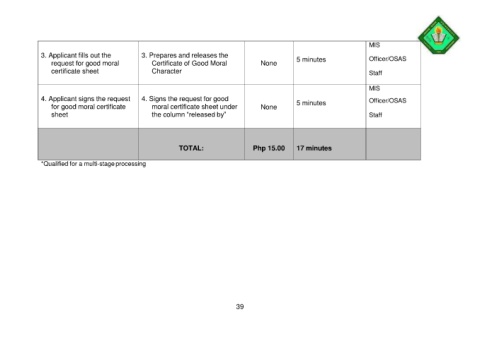 3. Applicant fills out the
request for good moral
certificate sheet
3. Prepares and releases the
Certificate of Good Moral
Character
None
5 minutes
MIS
Officer/OSAS
Staff
4. Applicant signs the request
for good moral certificate
sheet
4. Signs the request for good
moral certificate sheet under
the column “released by”
None
5 minutes
MIS
Officer/OSAS
Staff
TOTAL:
Php 15.00
17 minutes
*Qualified for a multi-stage processing
39